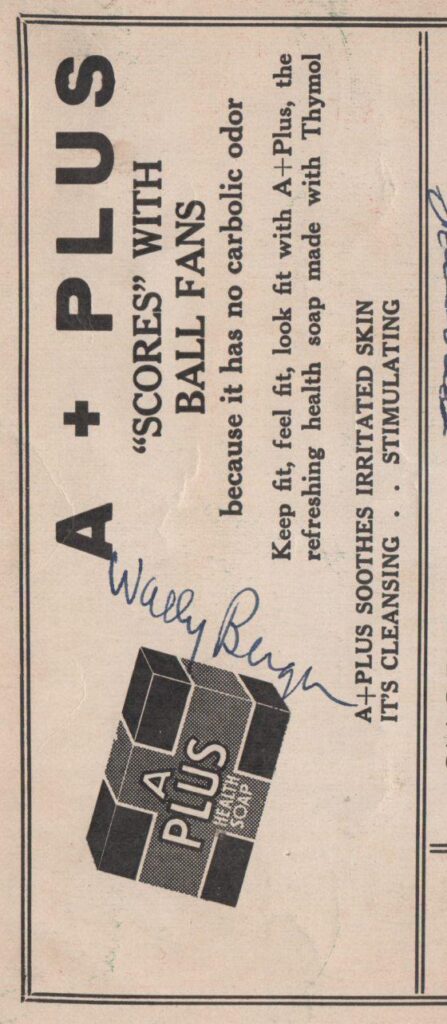 A + PLUS
"SCORES" WITH
BALL FANS
because it has no carbolic odor
Keep fit, feel fit, look fit with A+Plus, the
refreshing health soap made with Thymol
A+PLUS SOOTHES IRRITATED SKIN
IT'S CLEANSING . . STIMULATING
Wally Berger
A
PLUS
HEALTH
SOAP